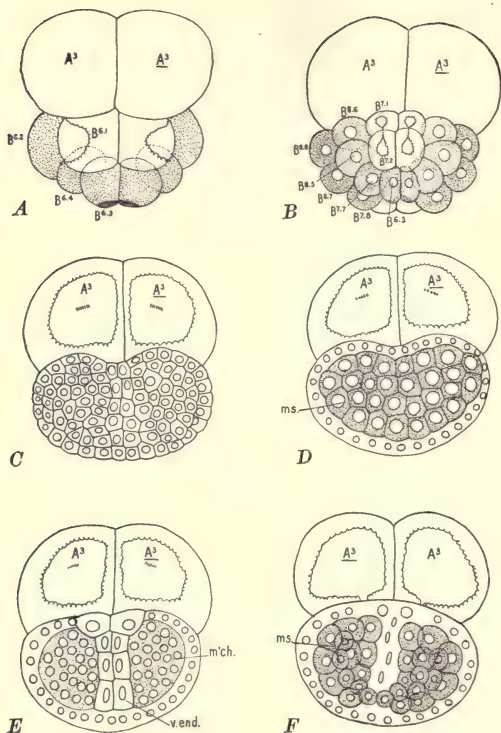 A³ A³
B⁶·² B⁶·¹
B⁶·⁴
B⁶·³
A
A³ A³
B⁸·⁶ B⁷·¹
B⁸·⁸
B⁷·²
B⁸·⁵
B⁸·⁷
B⁷·⁷ B⁷·⁸ B⁶·³
B
A³ A³
C
A³ A³
ms.
D
A³ A³
m'ch.
v.end.
E
A³ A³
ms.
F